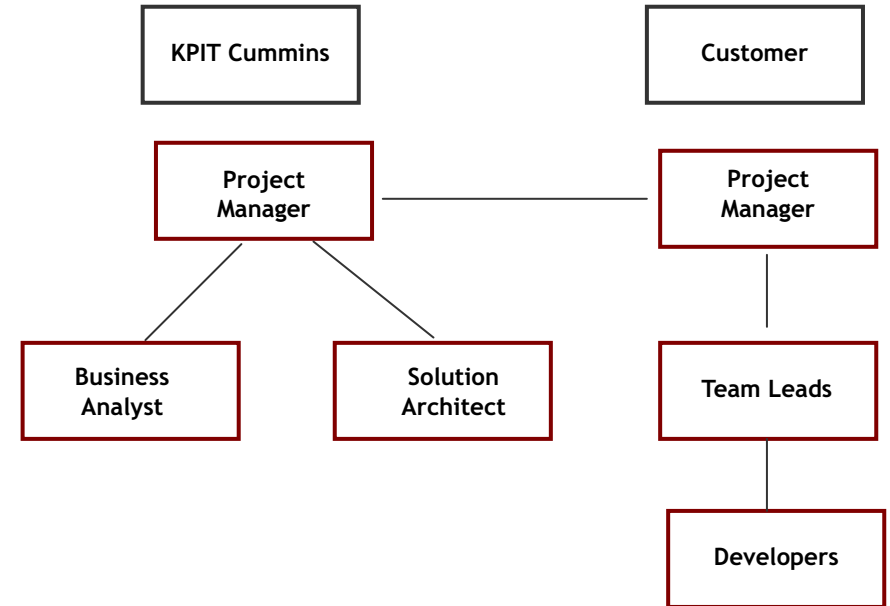 KPIT Cummins
Customer
Project
Manager
Project
Manager
Business
Analyst
Solution
Architect
Team Leads
Developers